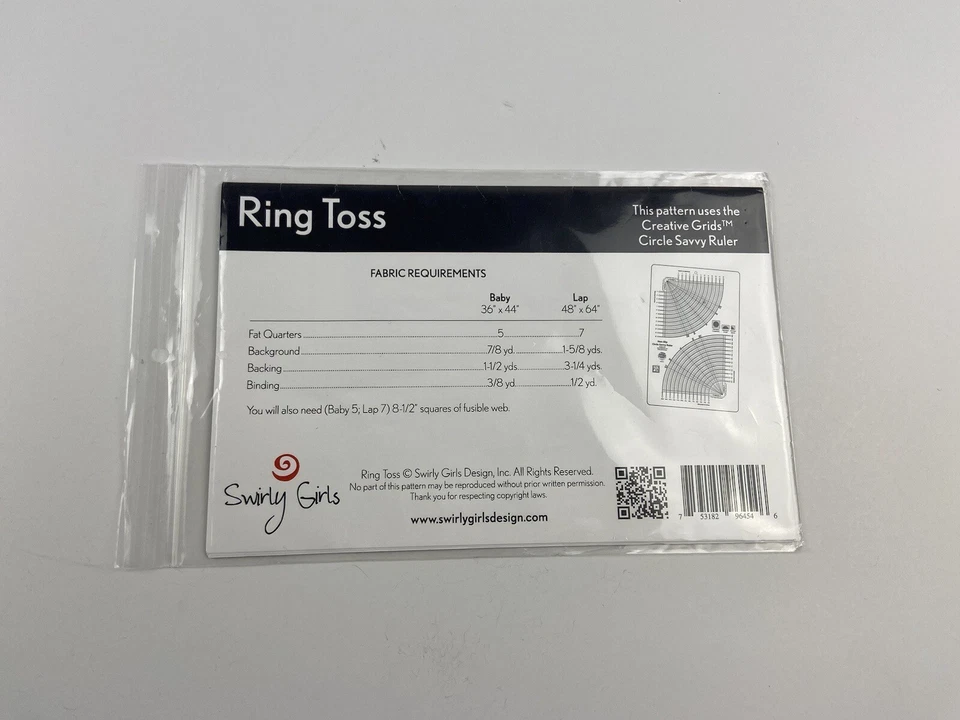 Ring Toss
This pattern uses the
Creative Grids™
Circle Savvy Ruler
FABRIC REQUIREMENTS
Baby Lap
36" x 44" 48" x 64"
Fat Quarters 5 7
Background 7/8 yd. 1-5/8 yds.
Backing 1-1/2 yds. 3-1/4 yds.
Binding 3/8 yd. 1/2 yd.
You will also need (Baby 5; Lap 7) 8-1/2" squares of fusible web.
Swirly Girls
Ring Toss © Swirly Girls Design, Inc. All Rights Reserved.
No part of this pattern may be reproduced without prior written permission.
Thank you for respecting copyright laws.
www.swirlygirlsdesign.com
7 53182 96454 6